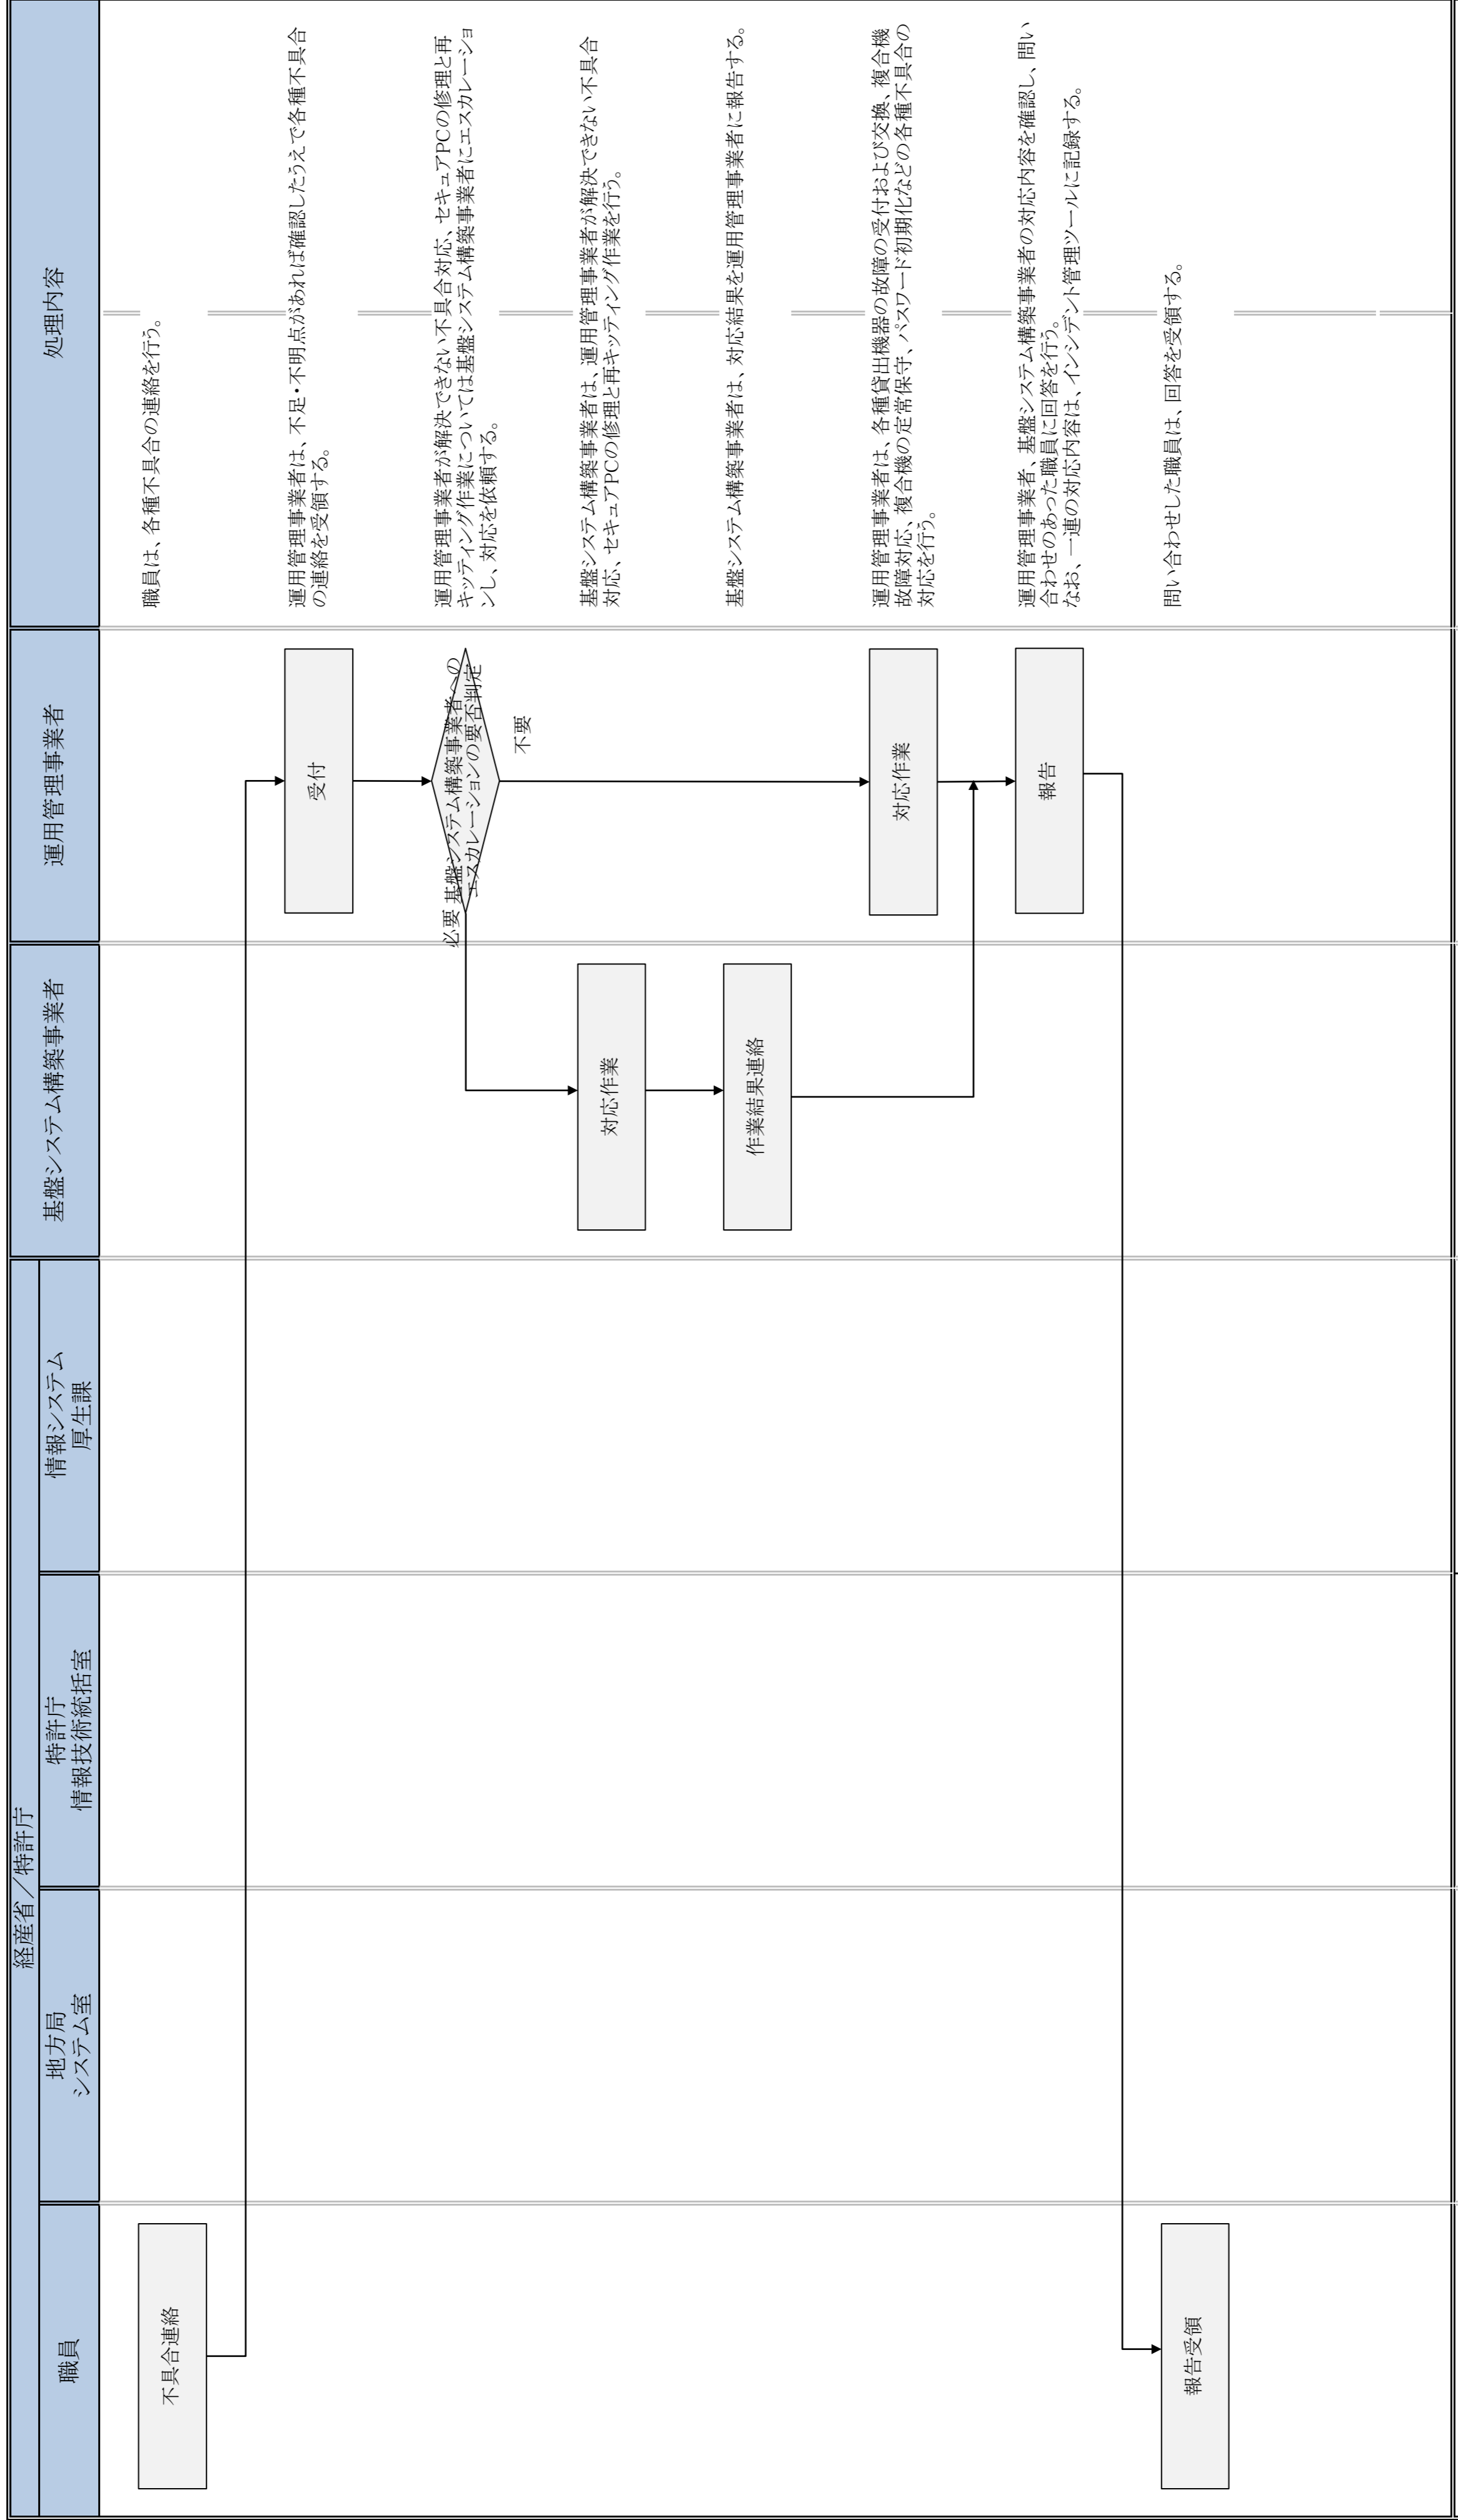 経産省／特許庁
職員
地方局
システム室
特許庁
情報技術統括室
情報システム
厚生課
基盤システム構築事業者
運用管理事業者
処理内容
不具合連絡
職員は、各種不具合の連絡を行う。
受付
運用管理事業者は、不足・不明点があれば確認したうえで各種不具合
の連絡を受領する。
必要
基盤システム構築事業者への
エスカレーションの要否判定
不要
運用管理事業者が解決できない不具合対応、セキュアPCの修理と再
キッティング作業については基盤システム構築事業者にエスカレーショ
ンし、対応を依頼する。
対応作業
基盤システム構築事業者は、運用管理事業者が解決できない不具合
対応、セキュアPCの修理と再キッティング作業を行う。
作業結果連絡
基盤システム構築事業者は、対応結果を運用管理事業者に報告する。
対応作業
運用管理事業者は、各種貸出機器の故障の受付および交換、複合機
故障対応、複合機の定常保守、パスワード初期化などの各種不具合の
対応を行う。
報告
運用管理事業者、基盤システム構築事業者の対応内容を確認し、問い
合わせのあった職員に回答を行う。
なお、一連の対応内容は、インシデント管理ツールに記録する。
報告受領
問い合わせした職員は、回答を受領する。